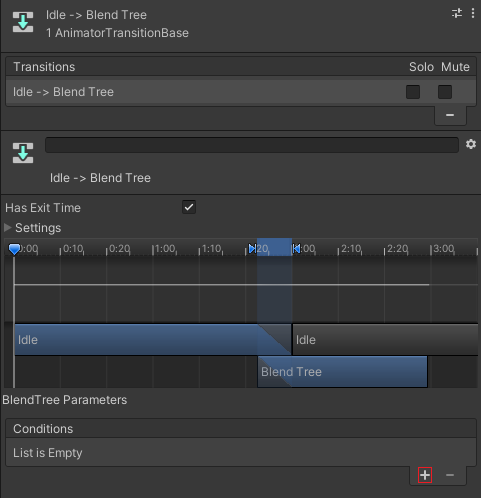 Idle -> Blend Tree
1 AnimatorTransitionBase
Transitions Solo Mute
Idle -> Blend Tree
Idle -> Blend Tree
Has Exit Time
Settings
0:00 0:10 0:20 1:00 1:10 2:10 2:20 3:00
Idle Idle
Blend Tree
BlendTree Parameters
Conditions
List is Empty